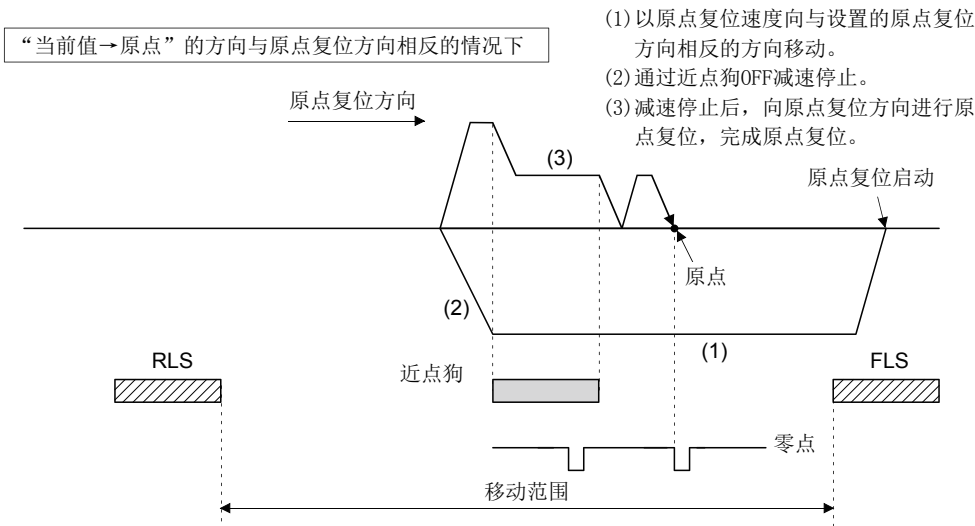 “当前值→原点”的方向与原点复位方向相反的情况下
(1)以原点复位速度向与设置的原点复位
方向相反的方向移动。
(2)通过近点狗OFF减速停止。
(3)减速停止后，向原点复位方向进行原
点复位，完成原点复位。
原点复位方向
(3)
原点复位启动
原点
(2)
(1)
RLS
近点狗
FLS
零点
移动范围